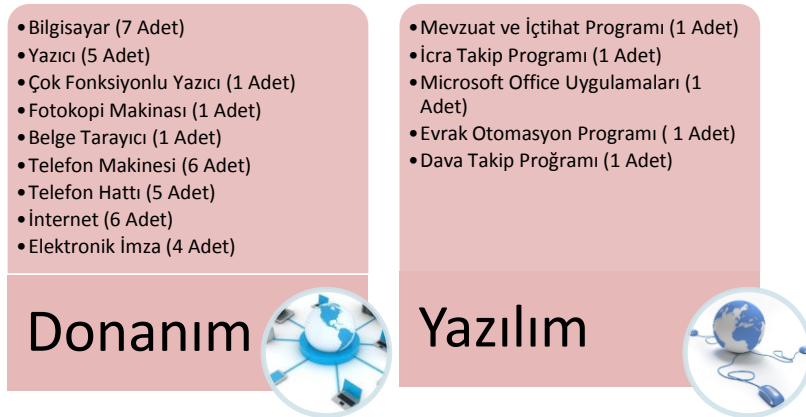 •Bilgisayar (7 Adet)
•Yazıcı (5 Adet)
•Çok Fonksiyonlu Yazıcı (1 Adet)
•Fotokopi Makinası (1 Adet)
•Belge Tarayıcı (1 Adet)
•Telefon Makinesi (6 Adet)
•Telefon Hattı (5 Adet)
•İnternet (6 Adet)
•Elektronik İmza (4 Adet)
Donanım
•Mevzuat ve İçtihat Programı (1 Adet)
•İcra Takip Programı (1 Adet)
•Microsoft Office Uygulamaları (1
Adet)
•Evrak Otomasyon Programı ( 1 Adet)
•Dava Takip Proğramı (1 Adet)
Yazılım